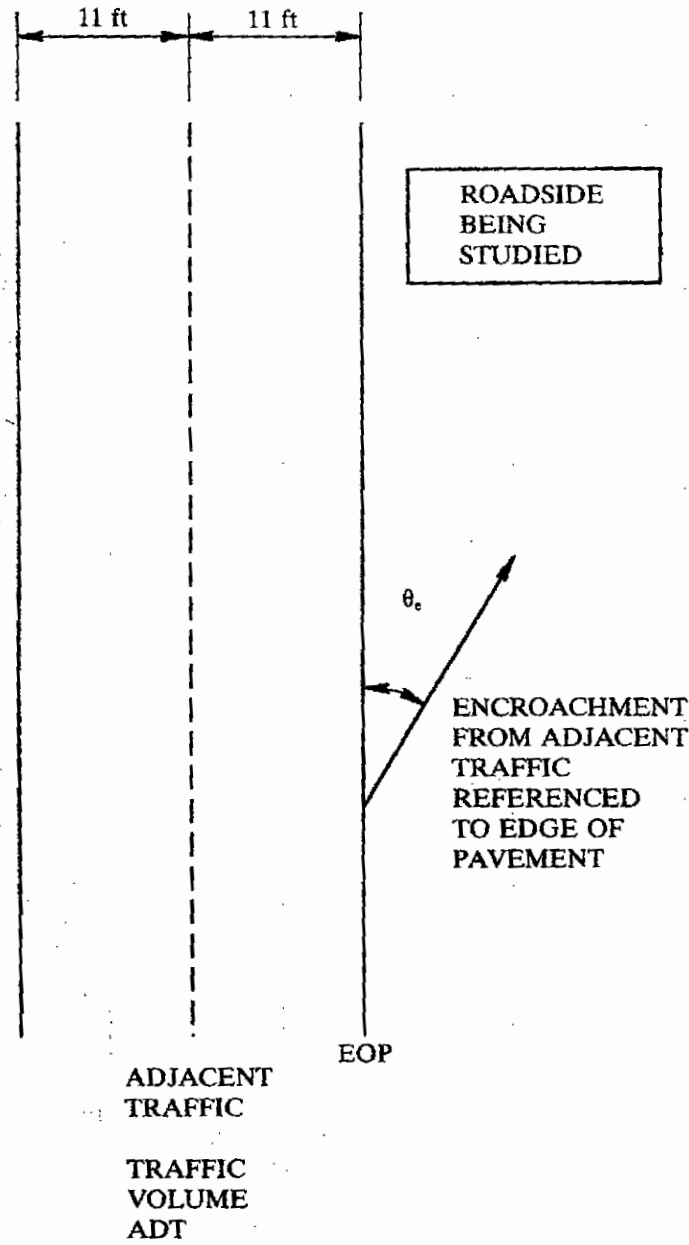 11 ft 11 ft
ROADSIDE
BEING
STUDIED
θe
ENCROACHMENT
FROM ADJACENT
TRAFFIC
REFERENCED
TO EDGE OF
PAVEMENT
EOP
ADJACENT
TRAFFIC
TRAFFIC
VOLUME
ADT